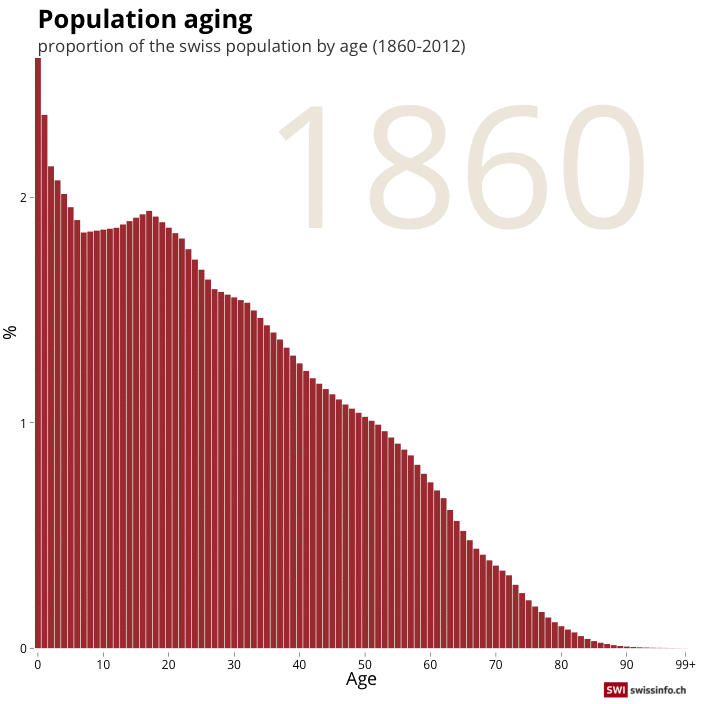 Population aging
proportion of the swiss population by age (1860-2012)
1860
2
%
1
0
0 10 20 30 40 50 60 70 80 90 99+
Age
SWI swissinfo.ch